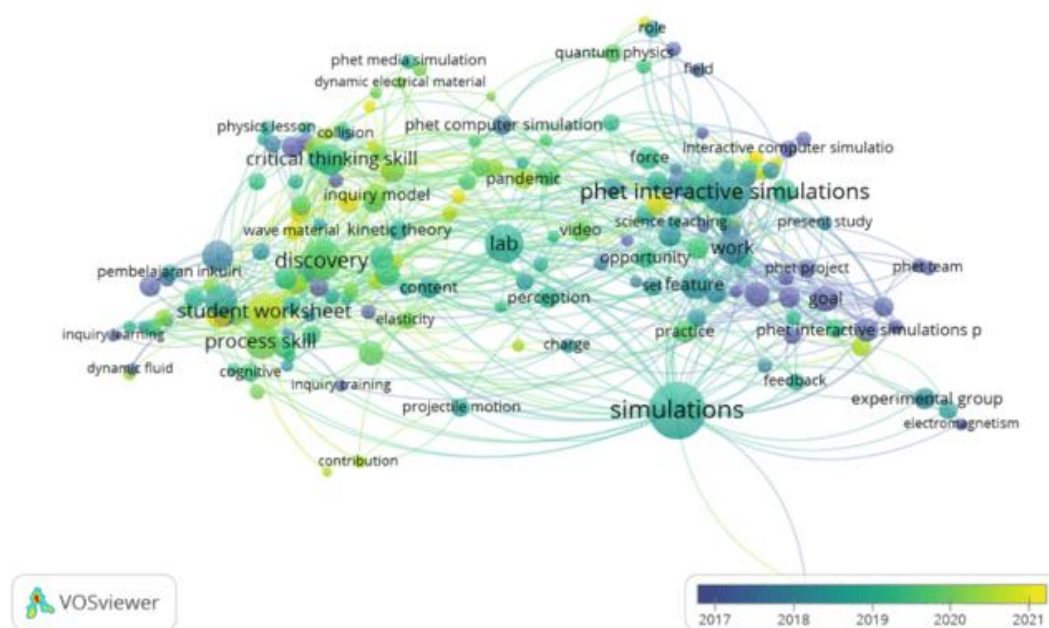 role
quantum physics
phet media simulation
field
dynamic electrical material
physics lesson
collision
phet computer simulation
interactive computer simulatio
critical thinking skill
force
pandemic
inquiry model
phet interactive simulations
wave material
kinetic theory
video
science teaching
present study
lab
work
discovery
opportunity
pembelajaran inkuiri
phet project
phet team
content
set
feature
perception
goal
student worksheet
elasticity
inquiry learning
process skill
practice
phet interactive simulations p
charge
dynamic fluid
cognitive
inquiry training
feedback
projectile motion
simulations
experimental group
electromagnetism
contribution
VOSviewer
2017 2018 2019 2020 2021